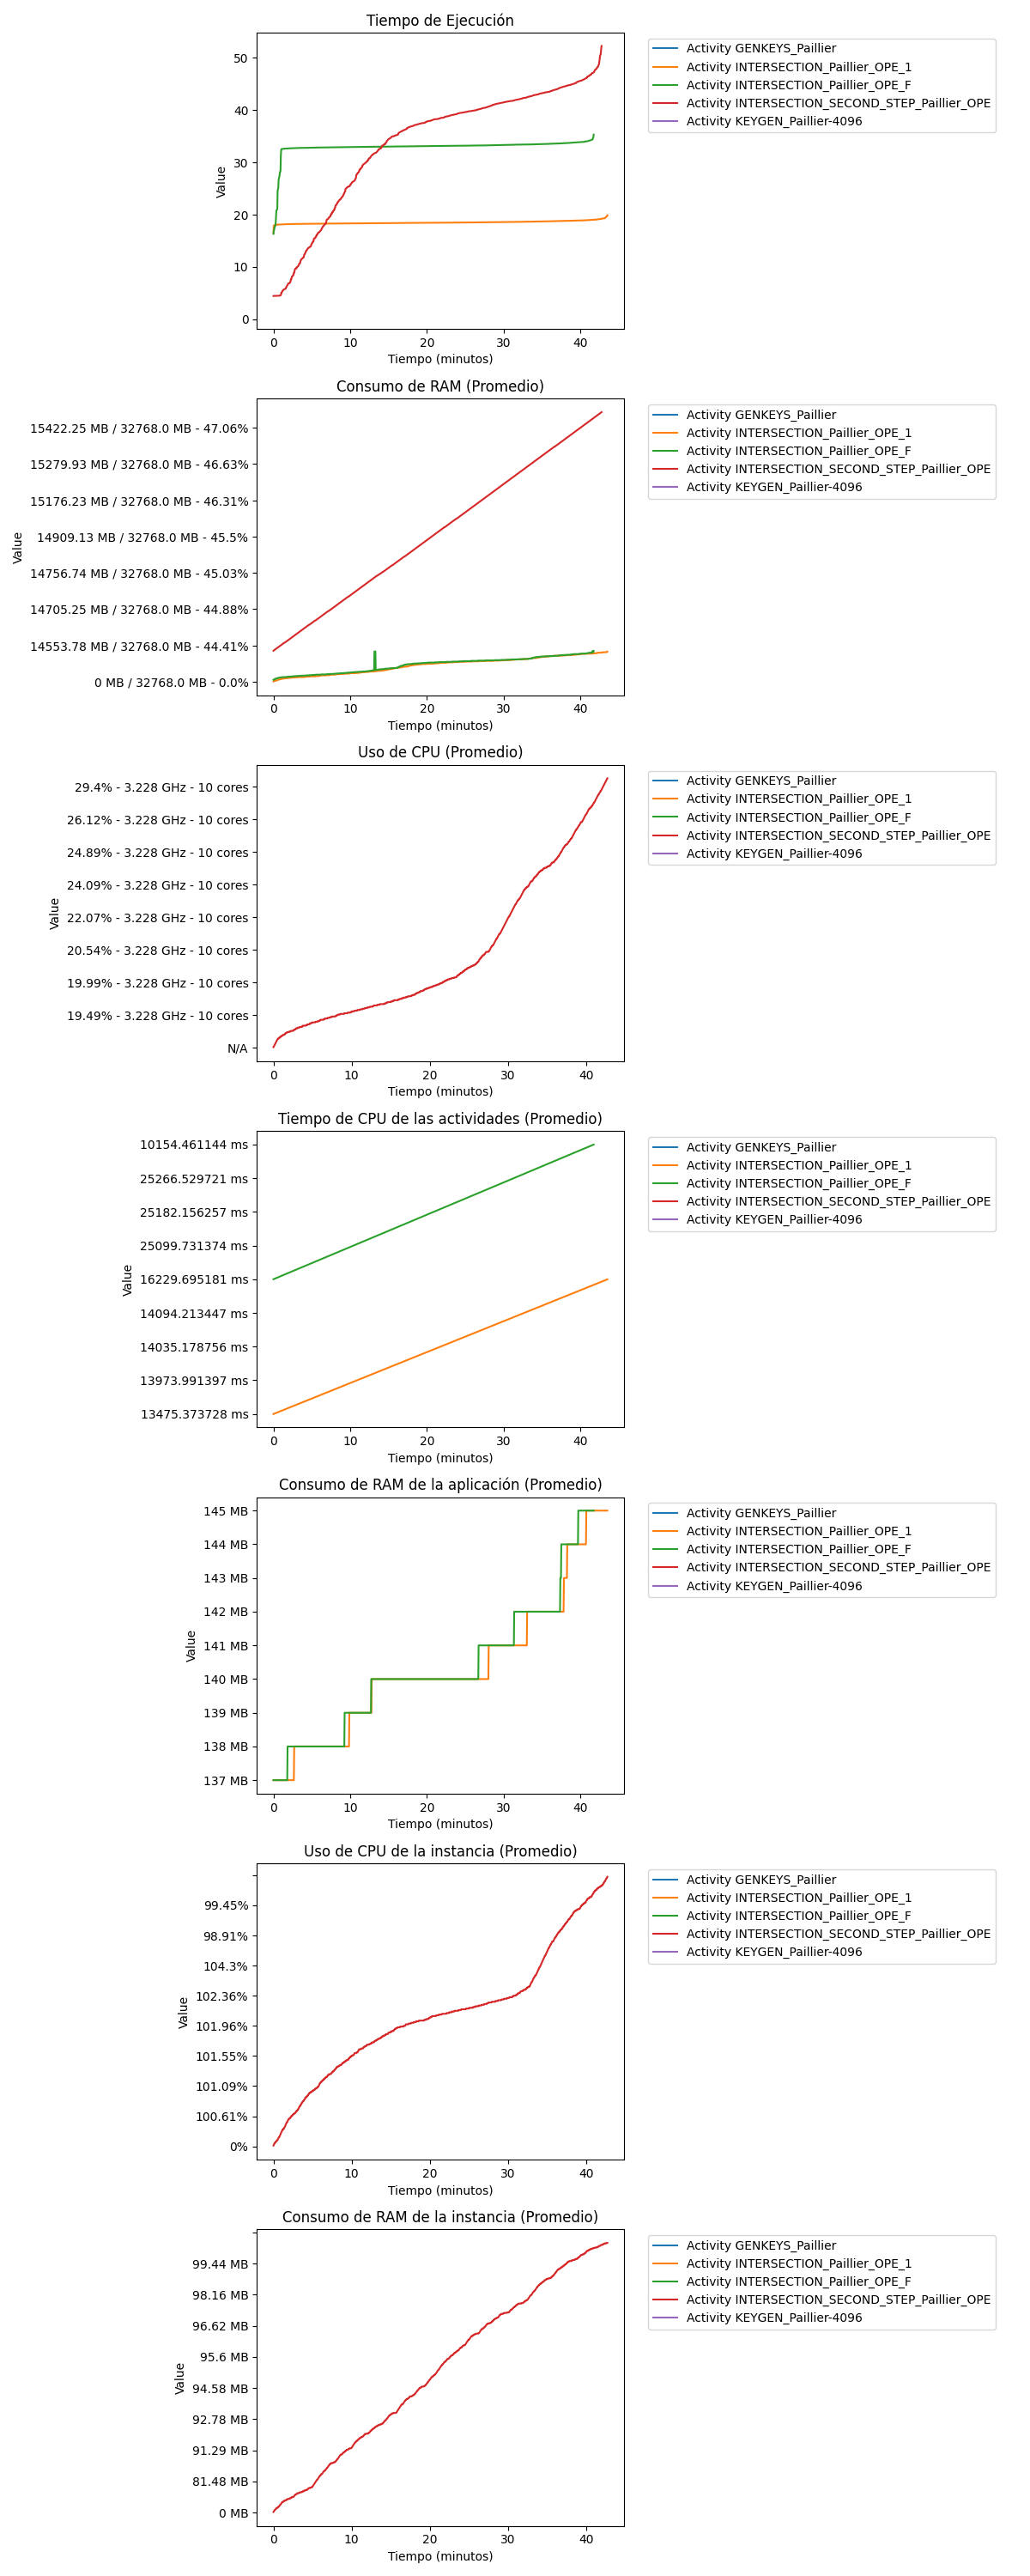 Tiempo de Ejecución
50
40
30
20
10
0
Value
0 10 20 30 40
Tiempo (minutos)
Activity GENKEYS_Paillier
Activity INTERSECTION_Paillier_OPE_1
Activity INTERSECTION_Paillier_OPE_F
Activity INTERSECTION_SECOND_STEP_Paillier_OPE
Activity KEYGEN_Paillier-4096
Consumo de RAM (Promedio)
15422.25 MB / 32768.0 MB - 47.06%
15279.93 MB / 32768.0 MB - 46.63%
15176.23 MB / 32768.0 MB - 46.31%
14909.13 MB / 32768.0 MB - 45.5%
14756.74 MB / 32768.0 MB - 45.03%
14705.25 MB / 32768.0 MB - 44.88%
14553.78 MB / 32768.0 MB - 44.41%
0 MB / 32768.0 MB - 0.0%
Value
0 10 20 30 40
Tiempo (minutos)
Activity GENKEYS_Paillier
Activity INTERSECTION_Paillier_OPE_1
Activity INTERSECTION_Paillier_OPE_F
Activity INTERSECTION_SECOND_STEP_Paillier_OPE
Activity KEYGEN_Paillier-4096
Uso de CPU (Promedio)
29.4% - 3.228 GHz - 10 cores
26.12% - 3.228 GHz - 10 cores
24.89% - 3.228 GHz - 10 cores
24.09% - 3.228 GHz - 10 cores
22.07% - 3.228 GHz - 10 cores
20.54% - 3.228 GHz - 10 cores
19.99% - 3.228 GHz - 10 cores
19.49% - 3.228 GHz - 10 cores
N/A
Value
0 10 20 30 40
Tiempo (minutos)
Activity GENKEYS_Paillier
Activity INTERSECTION_Paillier_OPE_1
Activity INTERSECTION_Paillier_OPE_F
Activity INTERSECTION_SECOND_STEP_Paillier_OPE
Activity KEYGEN_Paillier-4096
Tiempo de CPU de las actividades (Promedio)
10154.461144 ms
25266.529721 ms
25182.156257 ms
25099.731374 ms
16229.695181 ms
14094.213447 ms
14035.178756 ms
13973.991397 ms
13475.373728 ms
Value
0 10 20 30 40
Tiempo (minutos)
Activity GENKEYS_Paillier
Activity INTERSECTION_Paillier_OPE_1
Activity INTERSECTION_Paillier_OPE_F
Activity INTERSECTION_SECOND_STEP_Paillier_OPE
Activity KEYGEN_Paillier-4096
Consumo de RAM de la aplicación (Promedio)
145 MB
144 MB
143 MB
142 MB
141 MB
140 MB
139 MB
138 MB
137 MB
Value
0 10 20 30 40
Tiempo (minutos)
Activity GENKEYS_Paillier
Activity INTERSECTION_Paillier_OPE_1
Activity INTERSECTION_Paillier_OPE_F
Activity INTERSECTION_SECOND_STEP_Paillier_OPE
Activity KEYGEN_Paillier-4096
Uso de CPU de la instancia (Promedio)
99.45%
98.91%
104.3%
102.36%
101.96%
101.55%
101.09%
100.61%
0%
Value
0 10 20 30 40
Tiempo (minutos)
Activity GENKEYS_Paillier
Activity INTERSECTION_Paillier_OPE_1
Activity INTERSECTION_Paillier_OPE_F
Activity INTERSECTION_SECOND_STEP_Paillier_OPE
Activity KEYGEN_Paillier-4096
Consumo de RAM de la instancia (Promedio)
99.44 MB
98.16 MB
96.62 MB
95.6 MB
94.58 MB
92.78 MB
91.29 MB
81.48 MB
0 MB
Value
0 10 20 30 40
Tiempo (minutos)
Activity GENKEYS_Paillier
Activity INTERSECTION_Paillier_OPE_1
Activity INTERSECTION_Paillier_OPE_F
Activity INTERSECTION_SECOND_STEP_Paillier_OPE
Activity KEYGEN_Paillier-4096